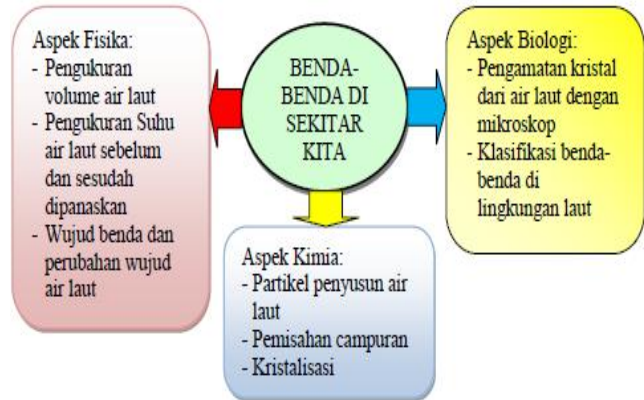 Aspek Fisika:
- Pengukuran
volume air laut
- Pengukuran Suhu
air laut sebelum
dan sesudah
dipanaskan
- Wujud benda dan
perubahan wujud
air laut
BENDA-
BENDA DI
SEKITAR
KITA
Aspek Biologi:
- Pengamatan kristal
dari air laut dengan
mikroskop
- Klasifikasi benda-
benda di
lingkungan laut
Aspek Kimia:
- Partikel penyusun air
laut
- Pemisahan campuran
- Kristalisasi